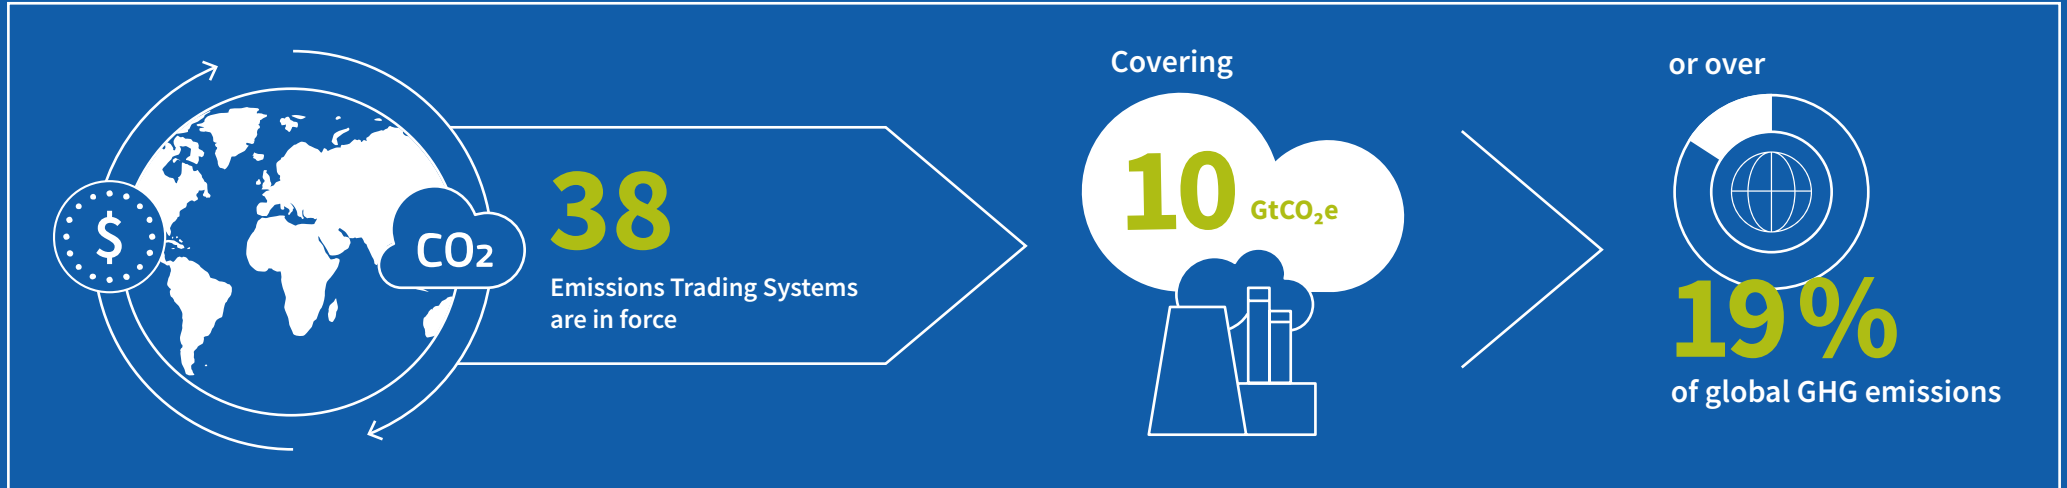 $
CO2
38
Emissions Trading Systems
are in force
Covering
10 GtCO₂e
or over
19%
of global GHG emissions